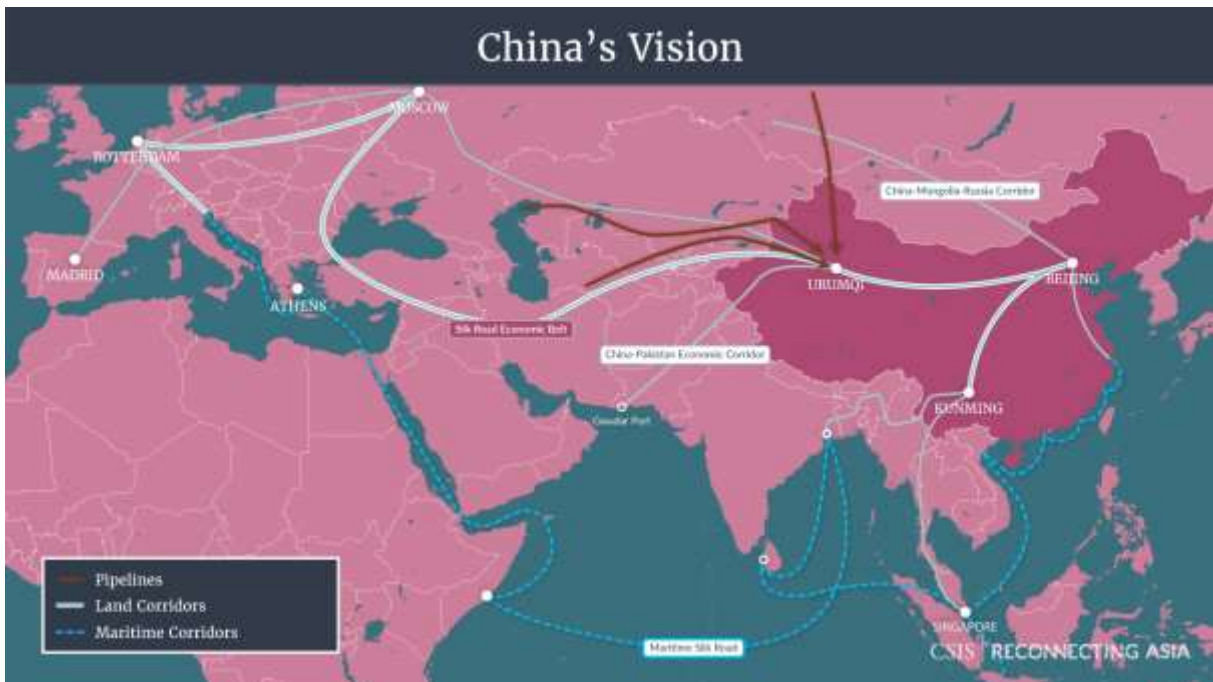 China's Vision
MOSCOW
ROTTERDAM
China-Mongolia-Russia Corridor
MADRID
ATHENS
URUMQI
BEIJING
Silk Road Economic Belt
China-Pakistan Economic Corridor
KUNMING
Gwadar Port
Pipelines
Land Corridors
Maritime Corridors
Maritime Silk Road
SINGAPORE
CSIS RECONNECTING ASIA